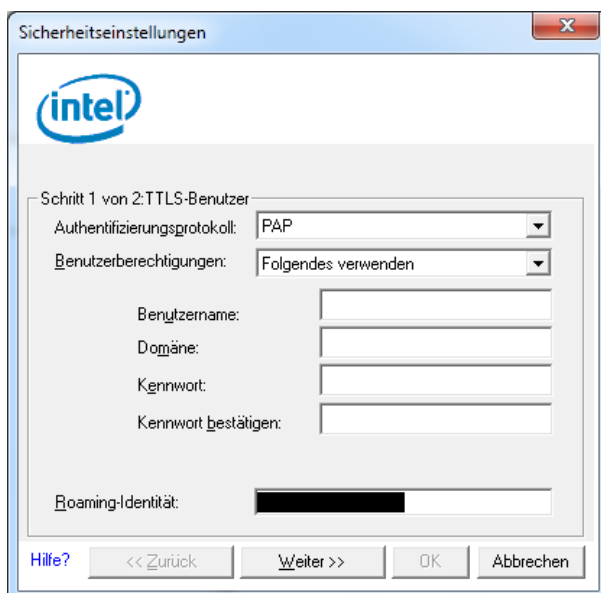 Sicherheitseinstellungen
intel
Schritt 1 von 2:TTLS-Benutzer
Authentifizierungsprotokoll: PAP
Benutzerberechtigungen: Folgendes verwenden
Benutzername:
Domäne:
Kennwort:
Kennwort bestätigen:
Roaming-Identität:
Hilfe? << Zurück Weiter >> OK Abbrechen